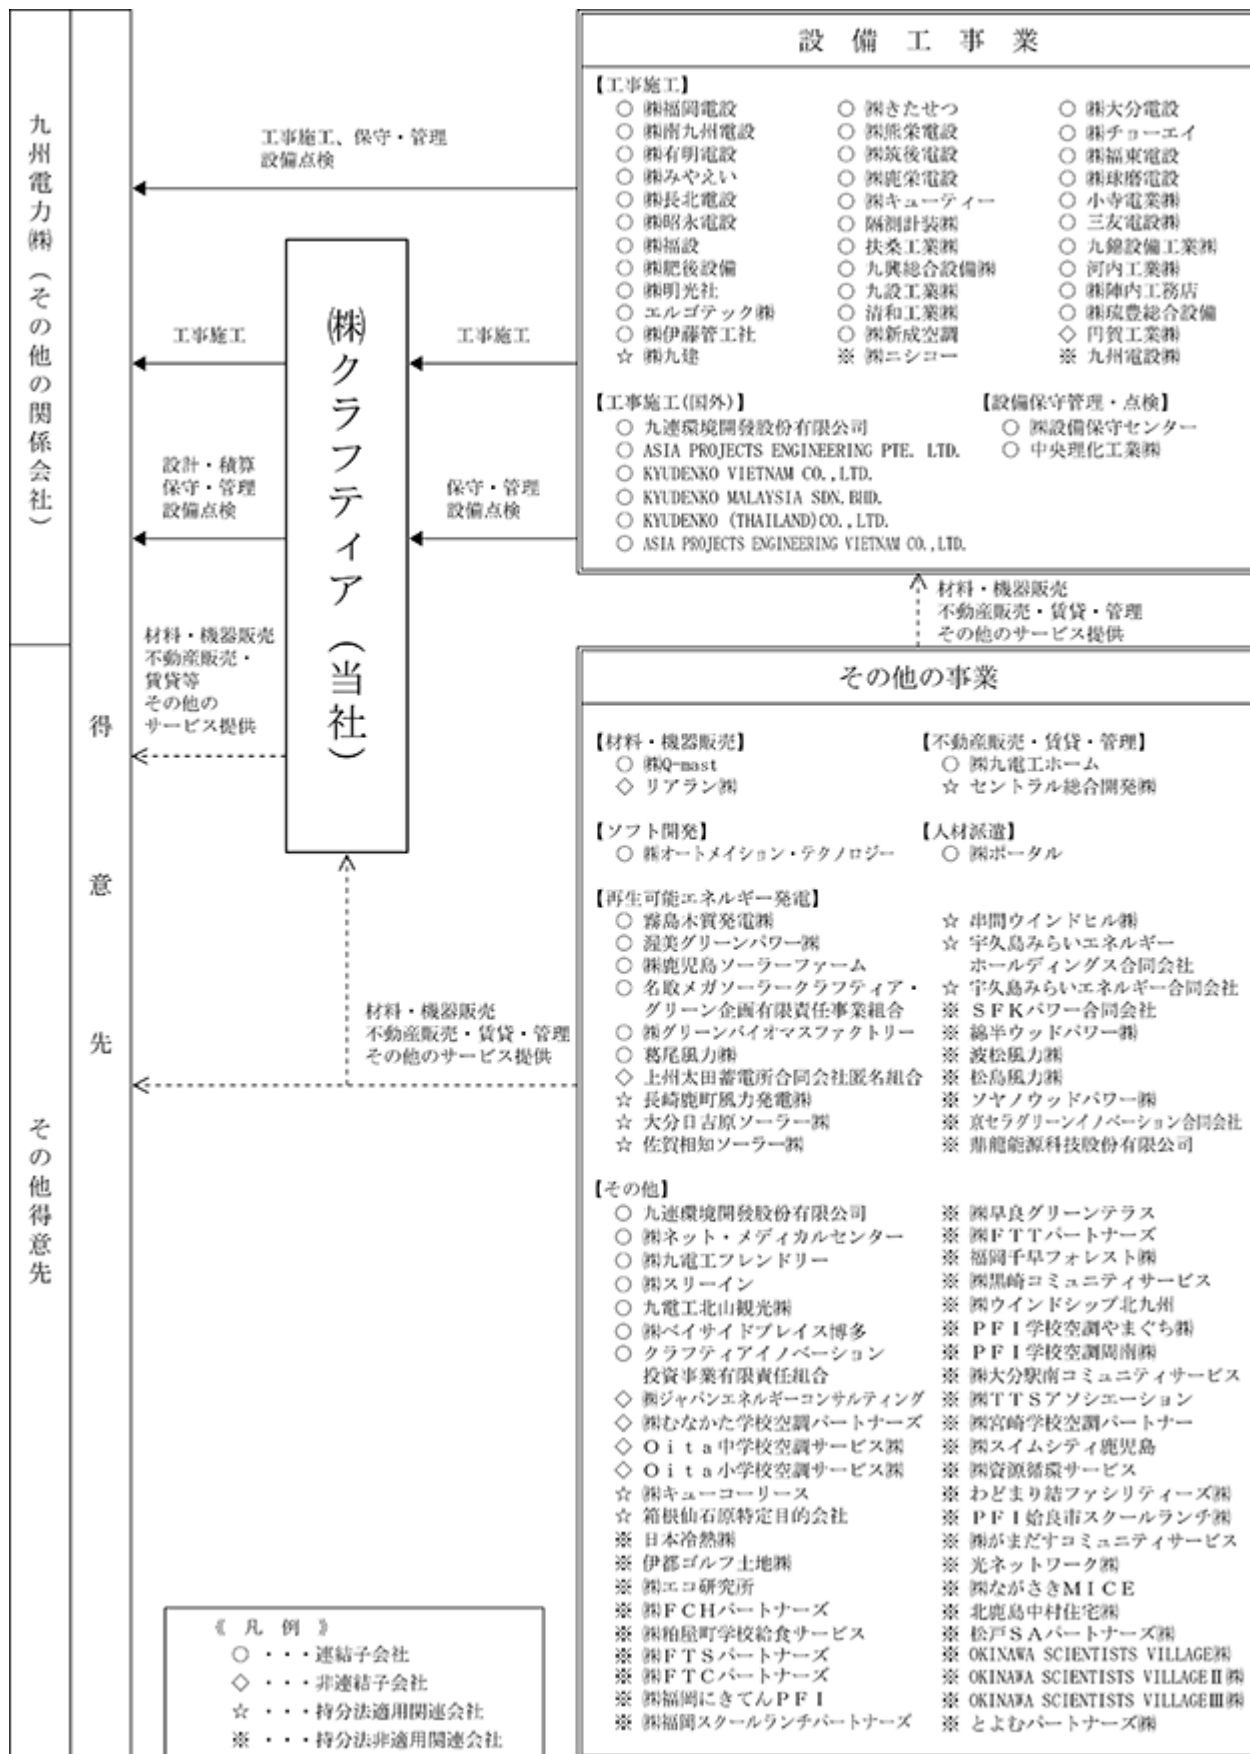 九州電力㈱（その他の関係会社）
その他得意先
得意先
工事施工、保守・管理
設備点検
工事施工
工事施工
設計・積算
保守・管理
設備点検
保守・管理
設備点検
材料・機器販売
不動産販売・
賃貸等
その他の
サービス提供
㈱クラフティア（当社）
設備工事業
【工事施工】
○ ㈱福岡電設 ○ ㈱きたせつ ○ ㈱大分電設
○ ㈱南九州電設 ○ ㈱熊栄電設 ○ ㈱チョーエイ
○ ㈱有明電設 ○ ㈱筑後電設 ○ ㈱福東電設
○ ㈱みやえい ○ ㈱鹿栄電設 ○ ㈱球磨電設
○ ㈱長北電設 ○ ㈱キューティー ○ 小寺電業㈱
○ ㈱昭永電設 ○ 隔測計装㈱ ○ 三友電設㈱
○ ㈱福設 ○ 扶桑工業㈱ ○ 九錦設備工業㈱
○ ㈱肥後設備 ○ 九興総合設備㈱ ○ 河内工業㈱
○ ㈱明光社 ○ 九設工業㈱ ○ ㈱陣内工務店
○ エルゴテック㈱ ○ 清和工業㈱ ○ ㈱琉豊総合設備
○ ㈱伊藤管工社 ○ ㈱新成空調 ◇ 円賀工業㈱
☆ ㈱九建 ※ ㈱ニシコー ※ 九州電設㈱
【工事施工(国外)】
○ 九連環境開發股份有限公司
○ ASIA PROJECTS ENGINEERING PTE. LTD.
○ KYUDENKO VIETNAM CO.,LTD.
○ KYUDENKO MALAYSIA SDN.BHD.
○ KYUDENKO (THAILAND)CO.,LTD.
○ ASIA PROJECTS ENGINEERING VIETNAM CO.,LTD.
【設備保守管理・点検】
○ ㈱設備保守センター
○ 中央理化工業㈱
材料・機器販売
不動産販売・賃貸・管理
その他のサービス提供
その他の事業
【材料・機器販売】
○ ㈱Q-mast
◇ リアラン㈱
【不動産販売・賃貸・管理】
○ ㈱九電工ホーム
☆ セントラル総合開発㈱
【ソフト開発】
○ ㈱オートメイション・テクノロジー
【人材派遣】
○ ㈱ポータル
【再生可能エネルギー発電】
○ 霧島木質発電㈱
○ 渥美グリーンパワー㈱
○ ㈱鹿児島ソーラーファーム
○ 名取メガソーラークラフティア・
グリーン企画有限責任事業組合
○ ㈱グリーンバイオマスファクトリー
○ 葛尾風力㈱
◇ 上州太田蓄電所合同会社匿名組合
☆ 長崎鹿町風力発電㈱
☆ 大分日吉原ソーラー㈱
☆ 佐賀相知ソーラー㈱
☆ 串間ウインドヒル㈱
☆ 宇久島みらいエネルギー
ホールディングス合同会社
☆ 宇久島みらいエネルギー合同会社
※ ＳＦＫパワー合同会社
※ 綿半ウッドパワー㈱
※ 波松風力㈱
※ 松島風力㈱
※ ソヤノウッドパワー㈱
※ 京セラグリーンイノベーション合同会社
※ 鼎龍能源科技股份有限公司
材料・機器販売
不動産販売・賃貸・管理
その他のサービス提供
【その他】
○ 九連環境開發股份有限公司
○ ㈱ネット・メディカルセンター
○ ㈱九電工フレンドリー
○ ㈱スリーイン
○ 九電工北山観光㈱
○ ㈱ベイサイドプレイス博多
○ クラフティアイノベーション
投資事業有限責任組合
◇ ㈱ジャパンエネルギーコンサルティング
◇ ㈱むなかた学校空調パートナーズ
◇ Ｏｉｔａ中学校空調サービス㈱
◇ Ｏｉｔａ小学校空調サービス㈱
☆ ㈱キューコーリース
☆ 箱根仙石原特定目的会社
※ 日本冷熱㈱
※ 伊都ゴルフ土地㈱
※ ㈱エコ研究所
※ ㈱ＦＣＨパートナーズ
※ ㈱粕屋町学校給食サービス
※ ㈱ＦＴＳパートナーズ
※ ㈱ＦＴＣパートナーズ
※ ㈱福岡にきてんＰＦＩ
※ ㈱福岡スクールランチパートナーズ
※ ㈱早良グリーンテラス
※ ㈱ＦＴＴパートナーズ
※ 福岡千早フォレスト㈱
※ ㈱黒崎コミュニティサービス
※ ㈱ウインドシップ北九州
※ ＰＦＩ学校空調やまぐち㈱
※ ＰＦＩ学校空調周南㈱
※ ㈱大分駅南コミュニティサービス
※ ㈱ＴＴＳアソシエーション
※ ㈱宮崎学校空調パートナー
※ ㈱スイムシティ鹿児島
※ ㈱資源循環サービス
※ わどまり結ファシリティーズ㈱
※ ＰＦＩ姶良市スクールランチ㈱
※ ㈱がまだすコミュニティサービス
※ 光ネットワーク㈱
※ ㈱ながさきＭＩＣＥ
※ 北鹿島中村住宅㈱
※ 松戸ＳＡパートナーズ㈱
※ OKINAWA SCIENTISTS VILLAGE㈱
※ OKINAWA SCIENTISTS VILLAGEⅡ㈱
※ OKINAWA SCIENTISTS VILLAGEⅢ㈱
※ とよむパートナーズ㈱
《 凡 例 》
○ ・・・連結子会社
◇ ・・・非連結子会社
☆ ・・・持分法適用関連会社
※ ・・・持分法非適用関連会社